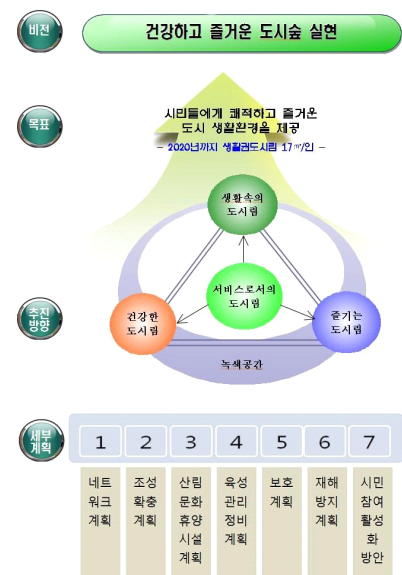 비전
건강하고 즐거운 도시숲 실현
목표
시민들에게 쾌적하고 즐거운
도시 생활환경을 제공
- 2020년까지 생활권도시림 17㎡/인 -
생활속의
도시림
서비스로서의
도시림
건강한
도시림
즐기는
도시림
녹색공간
추진
방향
세부
계획
1 2 3 4 5 6 7
네트
워크
계획
조성
확충
계획
산림
문화
휴양
시설
계획
육성
관리
정비
계획
보호
계획
재해
방지
계획
시민
참여
활성
화
방안